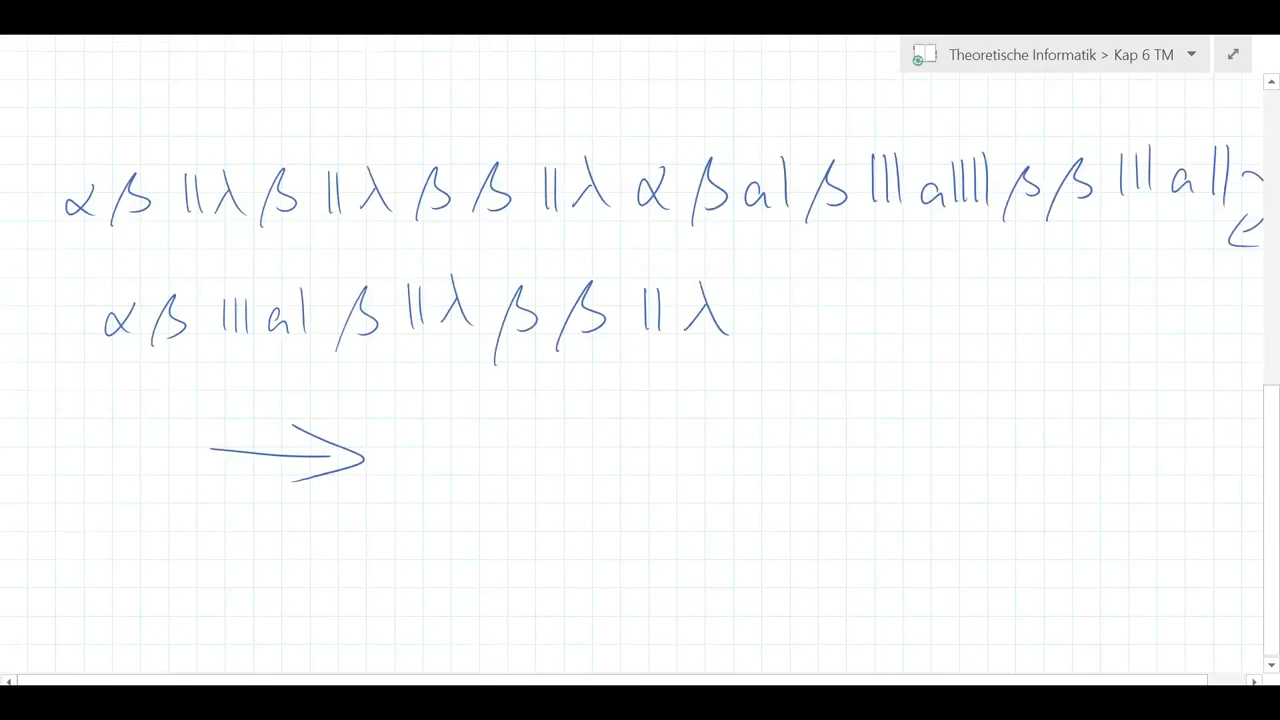 Theoretische Informatik > Kap 6 TM
α β || λ β || λ β β || λ α β a | β ||| a |||| β β ||| a ||
α β ||| a | β || λ β β || λ